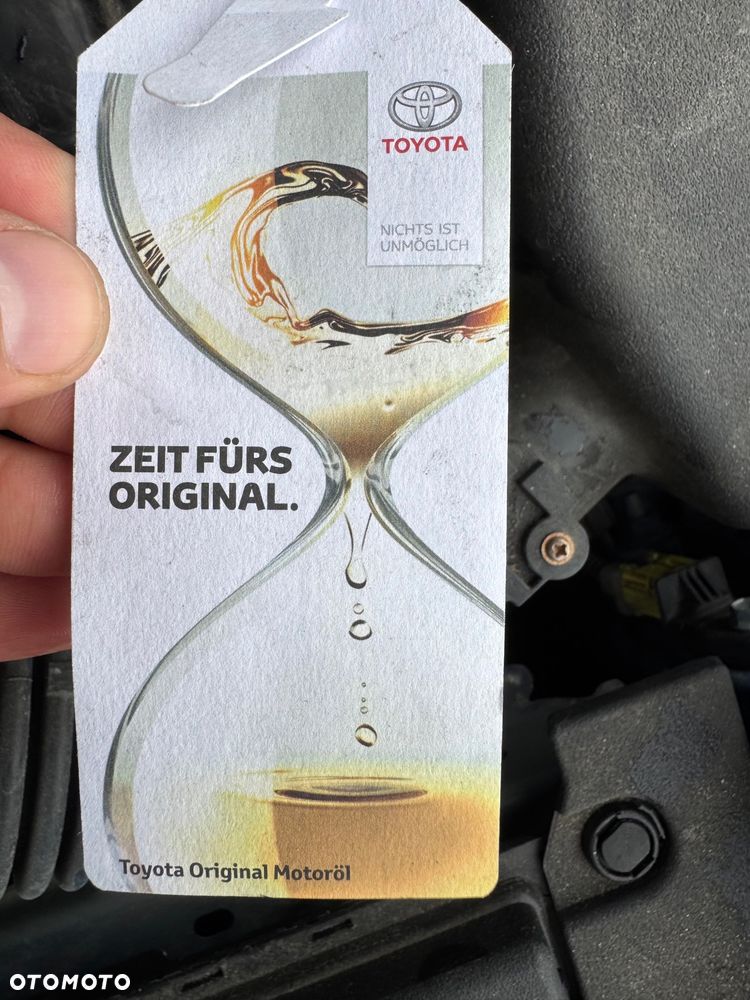 TOYOTA
NICHTS IST
UNMÖGLICH
ZEIT FÜRS
ORIGINAL.
Toyota Original Motoröl
OTOMOTO